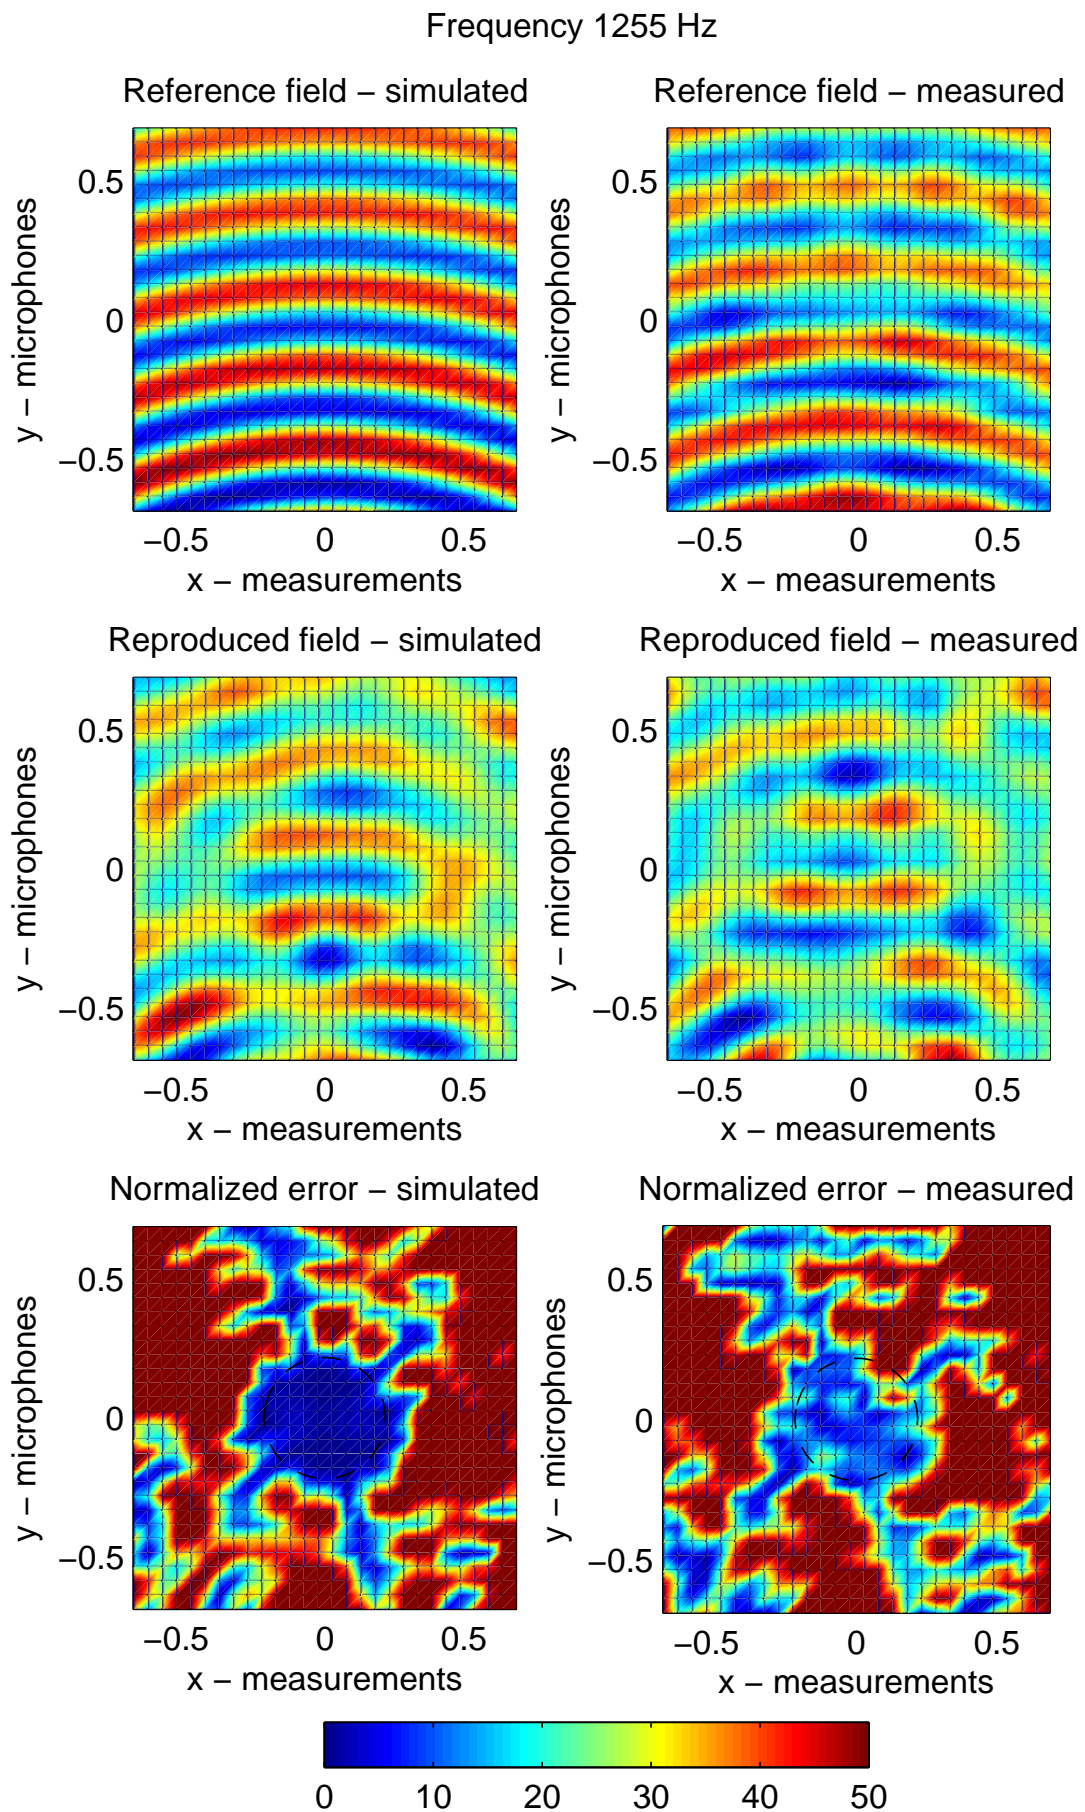 Frequency 1255 Hz
Reference field – simulated
Reference field – measured
y – microphones
0.5
0
–0.5
–0.5 0 0.5
x – measurements
y – microphones
0.5
0
–0.5
–0.5 0 0.5
x – measurements
Reproduced field – simulated
Reproduced field – measured
y – microphones
0.5
0
–0.5
–0.5 0 0.5
x – measurements
y – microphones
0.5
0
–0.5
–0.5 0 0.5
x – measurements
Normalized error – simulated
Normalized error – measured
y – microphones
0.5
0
–0.5
–0.5 0 0.5
x – measurements
y – microphones
0.5
0
–0.5
–0.5 0 0.5
x – measurements
0 10 20 30 40 50